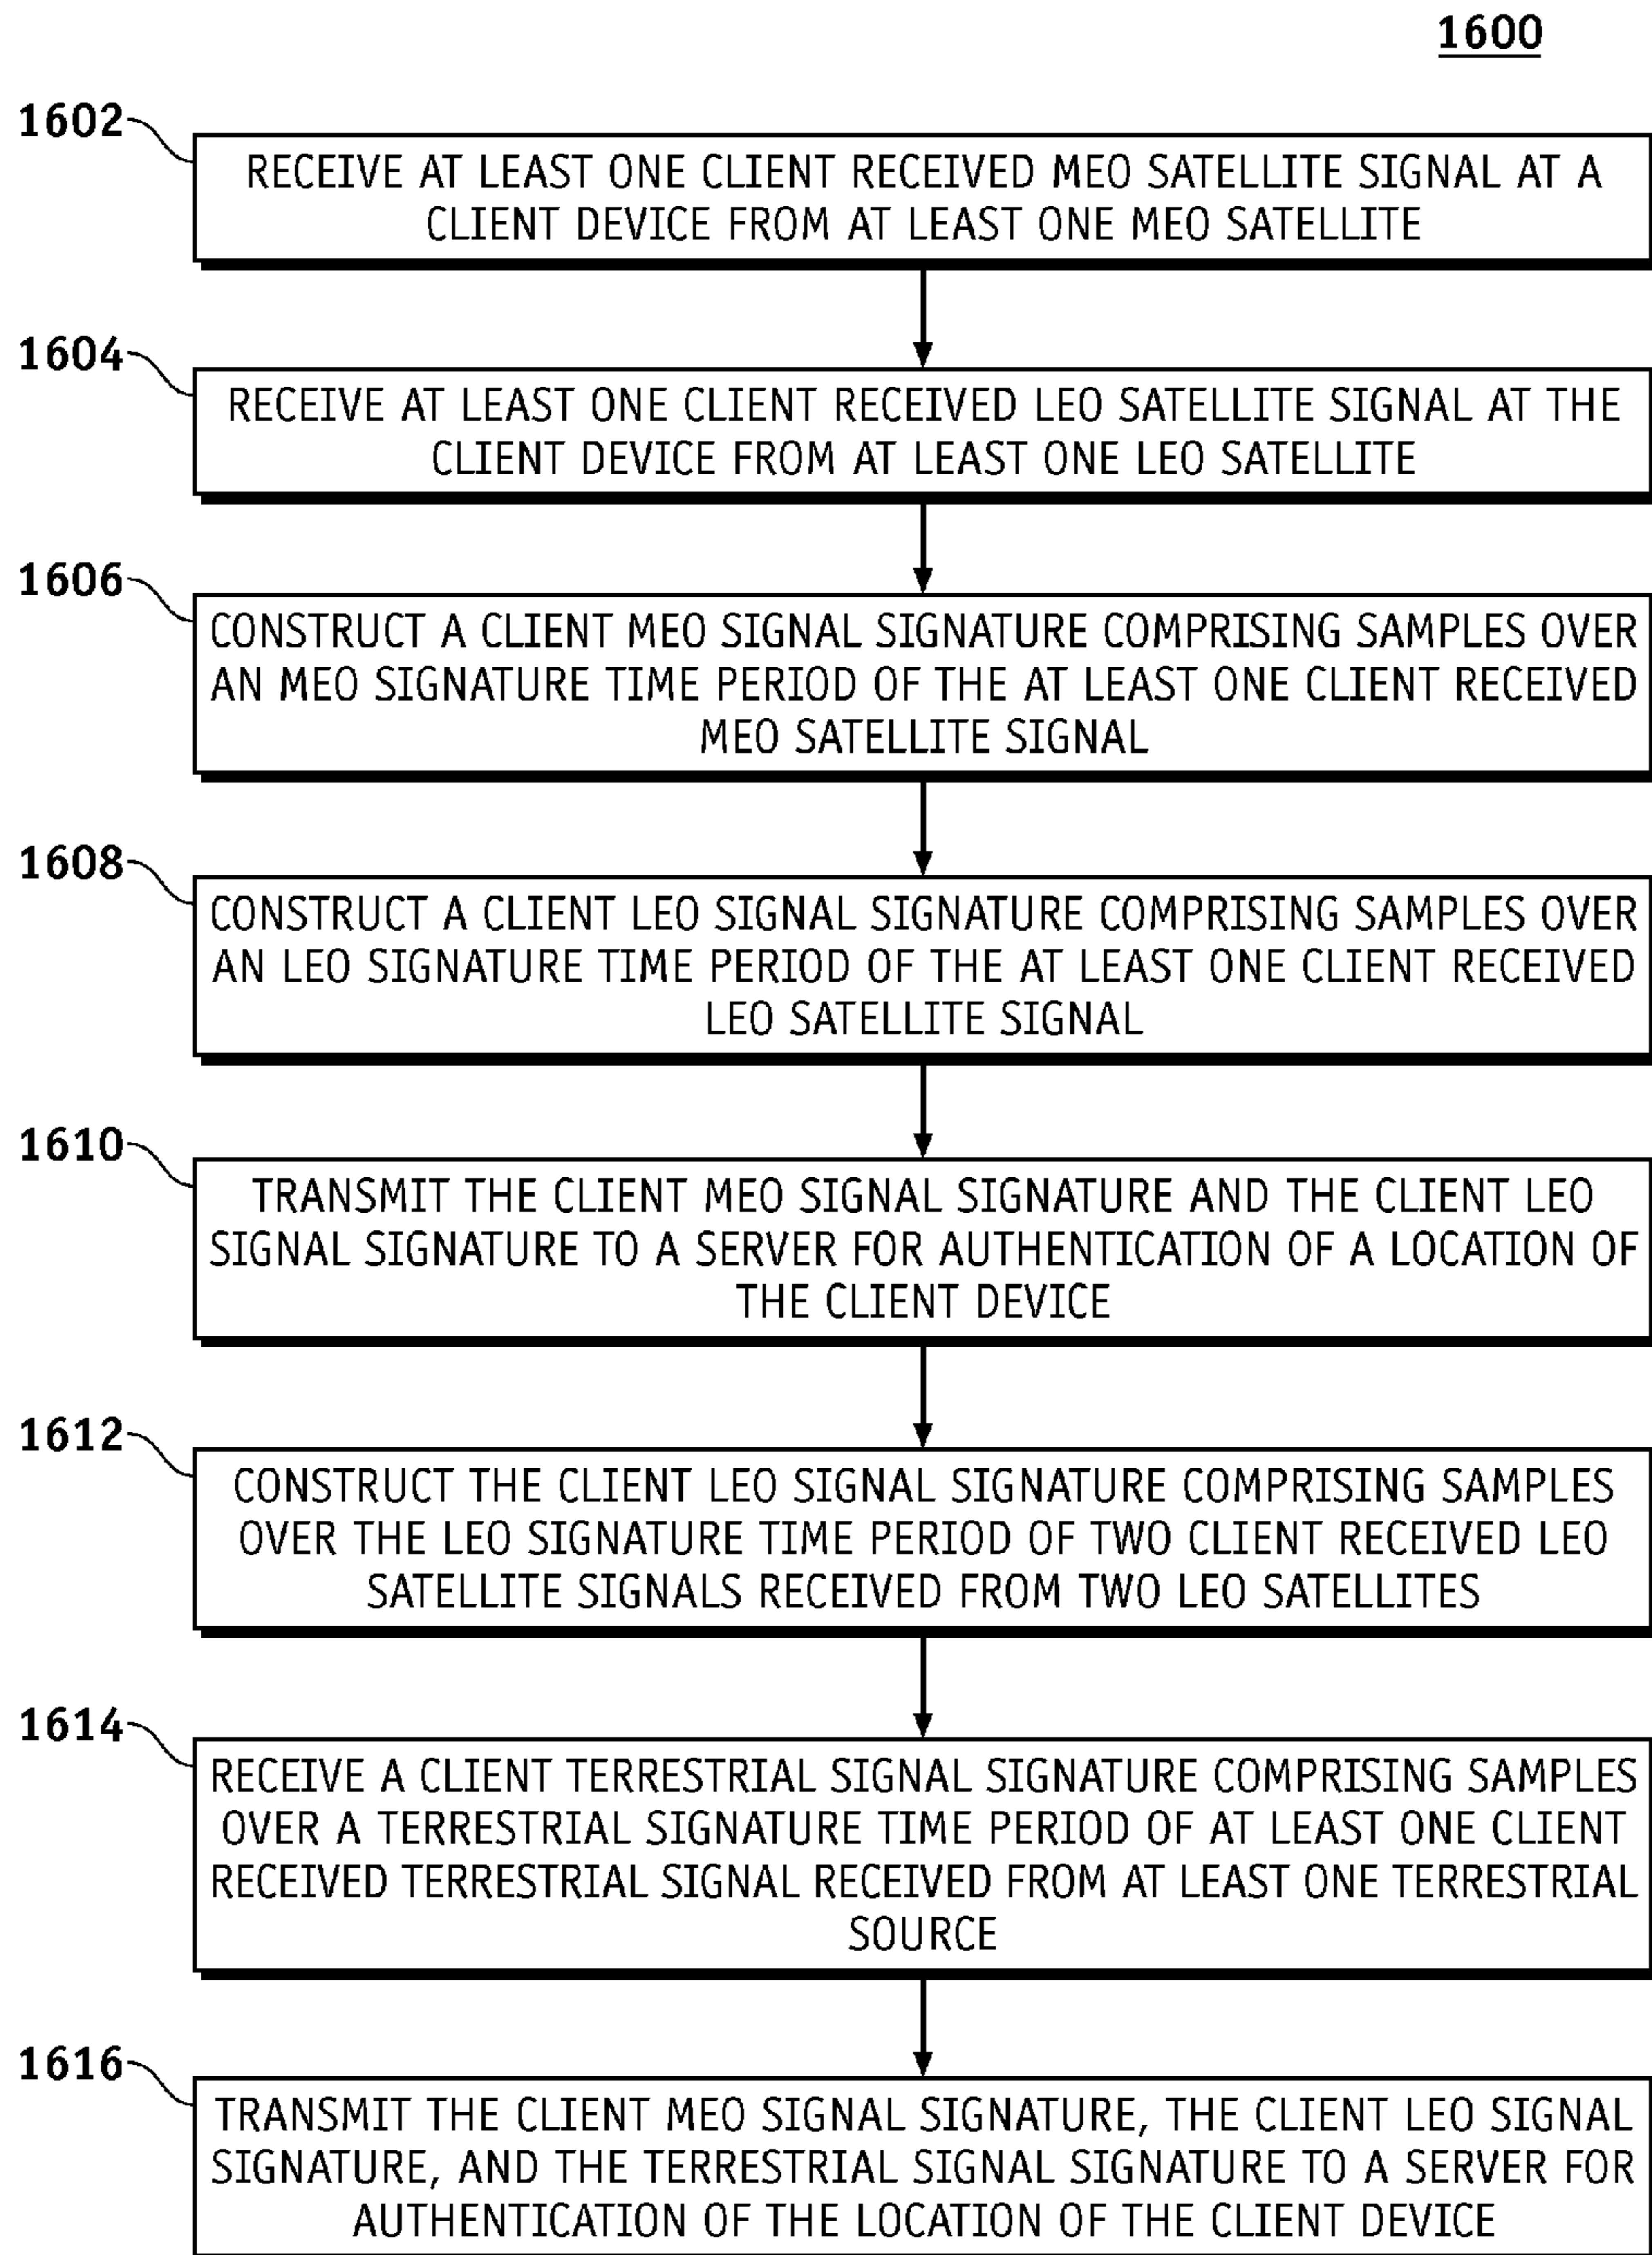 1600
1602
RECEIVE AT LEAST ONE CLIENT RECEIVED MEO SATELLITE SIGNAL AT A
CLIENT DEVICE FROM AT LEAST ONE MEO SATELLITE
1604
RECEIVE AT LEAST ONE CLIENT RECEIVED LEO SATELLITE SIGNAL AT THE
CLIENT DEVICE FROM AT LEAST ONE LEO SATELLITE
1606
CONSTRUCT A CLIENT MEO SIGNAL SIGNATURE COMPRISING SAMPLES OVER
AN MEO SIGNATURE TIME PERIOD OF THE AT LEAST ONE CLIENT RECEIVED
MEO SATELLITE SIGNAL
1608
CONSTRUCT A CLIENT LEO SIGNAL SIGNATURE COMPRISING SAMPLES OVER
AN LEO SIGNATURE TIME PERIOD OF THE AT LEAST ONE CLIENT RECEIVED
LEO SATELLITE SIGNAL
1610
TRANSMIT THE CLIENT MEO SIGNAL SIGNATURE AND THE CLIENT LEO
SIGNAL SIGNATURE TO A SERVER FOR AUTHENTICATION OF A LOCATION OF
THE CLIENT DEVICE
1612
CONSTRUCT THE CLIENT LEO SIGNAL SIGNATURE COMPRISING SAMPLES
OVER THE LEO SIGNATURE TIME PERIOD OF TWO CLIENT RECEIVED LEO
SATELLITE SIGNALS RECEIVED FROM TWO LEO SATELLITES
1614
RECEIVE A CLIENT TERRESTRIAL SIGNAL SIGNATURE COMPRISING SAMPLES
OVER A TERRESTRIAL SIGNATURE TIME PERIOD OF AT LEAST ONE CLIENT
RECEIVED TERRESTRIAL SIGNAL RECEIVED FROM AT LEAST ONE TERRESTRIAL
SOURCE
1616
TRANSMIT THE CLIENT MEO SIGNAL SIGNATURE, THE CLIENT LEO SIGNAL
SIGNATURE, AND THE TERRESTRIAL SIGNAL SIGNATURE TO A SERVER FOR
AUTHENTICATION OF THE LOCATION OF THE CLIENT DEVICE